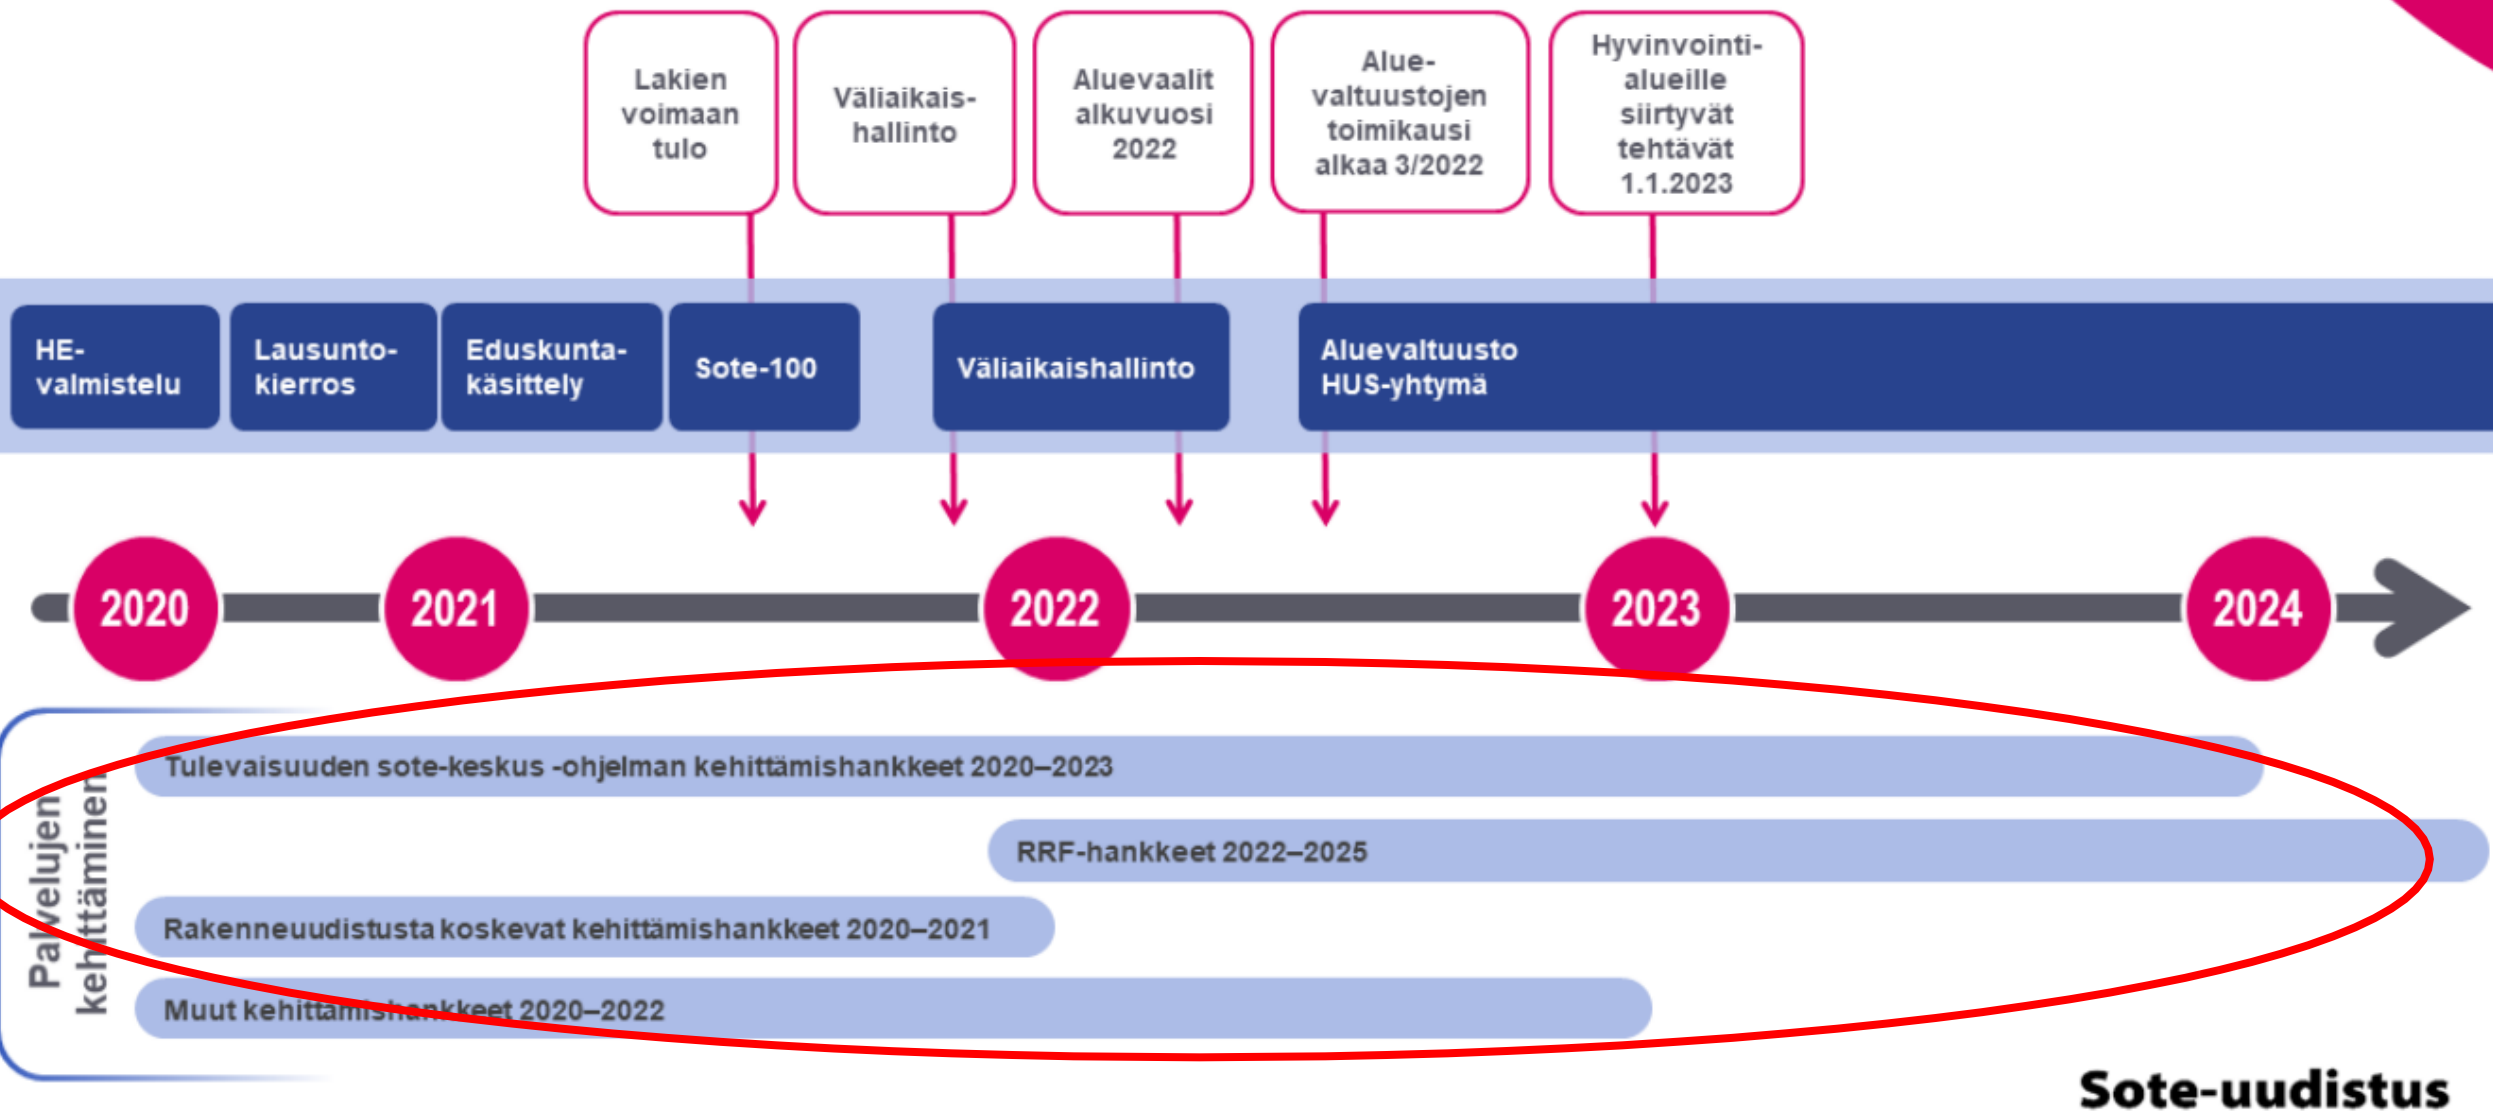 Lakien
voimaan
tulo
Väliaikais-
hallinto
Aluevaalit
alkuvuosi
2022
Alue-
valtuustojen
toimikausi
alkaa 3/2022
Hyvinvointi-
alueille
siirtyvät
tehtävät
1.1.2023
HE-
valmistelu
Lausunto-
kierros
Eduskunta-
käsittely
Sote-100
Väliaikaishallinto
Aluevaltuusto
HUS-yhtymä
2020
2021
2022
2023
2024
Palvelujen
kehittäminen
Tulevaisuuden sote-keskus -ohjelman kehittämishankkeet 2020–2023
RRF-hankkeet 2022–2025
Rakenneuudistusta koskevat kehittämishankkeet 2020–2021
Muut kehittämishankkeet 2020–2022
Sote-uudistus